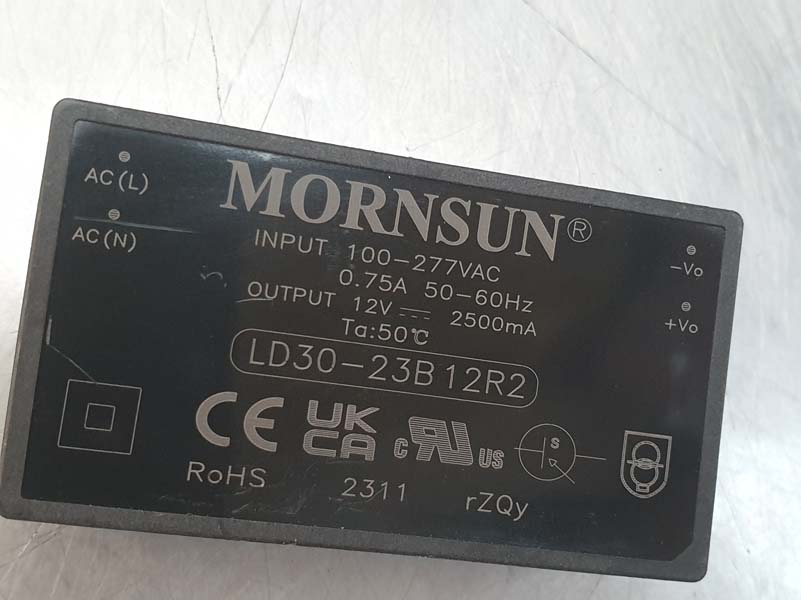 AC(L)
AC(N)
MORNSUN®
INPUT 100-277VAC
0.75A 50-60Hz
OUTPUT 12V⎓ 2500mA
Ta:50℃
LD30-23B12R2
-Vo
+Vo
CE UK CA c RU US
S
RoHS 2311 rZQy